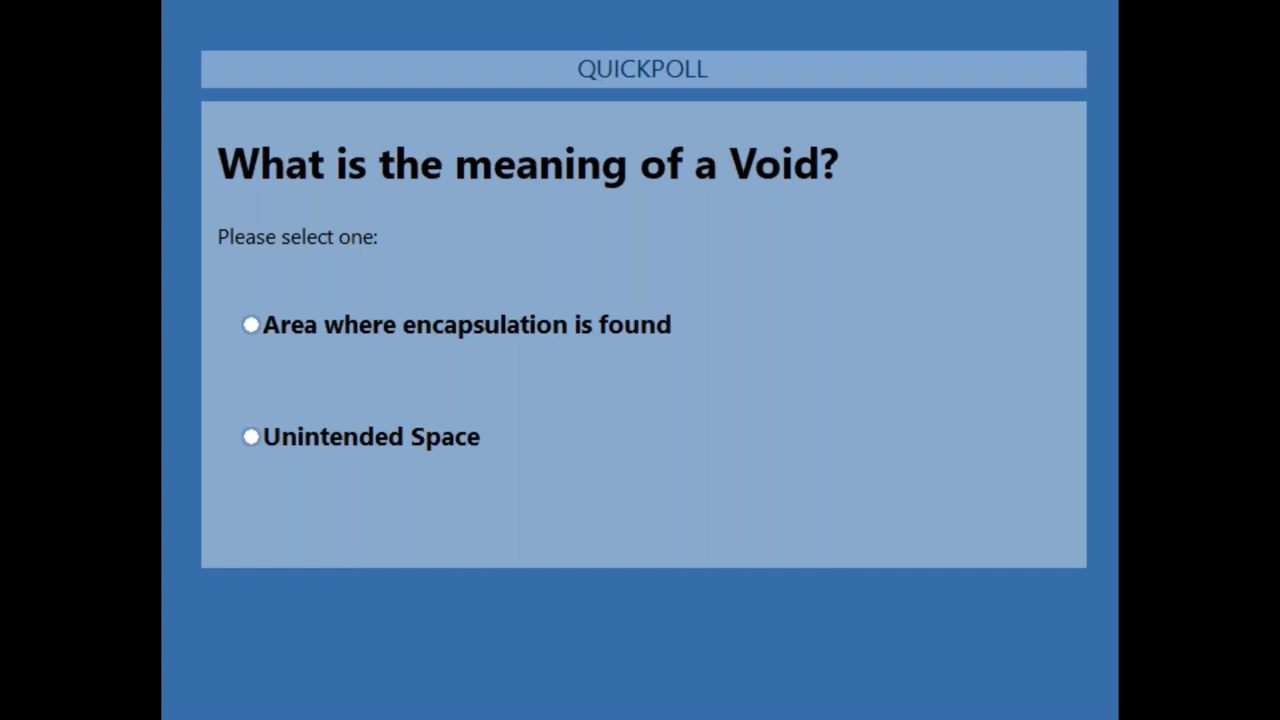 QUICKPOLL
What is the meaning of a Void?
Please select one:
Area where encapsulation is found
Unintended Space